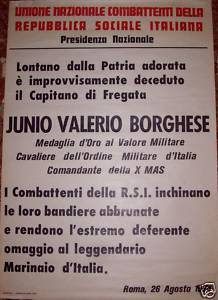 UNIONE NAZIONALE COMBATTENTI DELLA
REPUBBLICA SOCIALE ITALIANA
Presidenza Nazionale
Lontano dalla Patria adorata
è improvvisamente deceduto
il Capitano di Fregata
JUNIO VALERIO BORGHESE
Medaglia d'Oro al Valore Militare
Cavaliere dell'Ordine Militare d'Italia
Comandante della X MAS
I Combattenti della R.S.I. inchinano
le loro bandiere abbrunate
e rendono l'estremo deferente
omaggio al leggendario
Marinaio d'Italia.
Roma, 26 Agosto